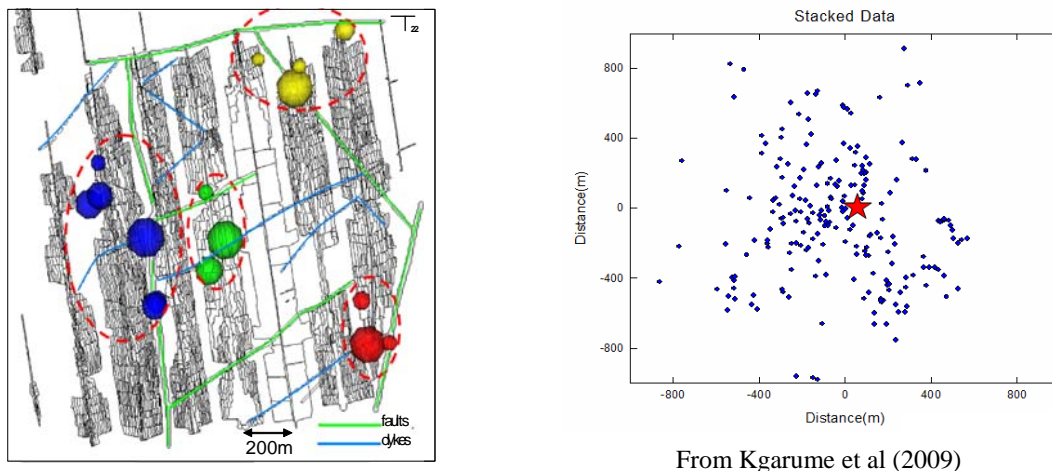 22
faults
dykes
200m
Stacked Data
Distance(m)
800
400
0
-400
-800
-800 -400 0 400 800
Distance(m)
From Kgarume et al (2009)